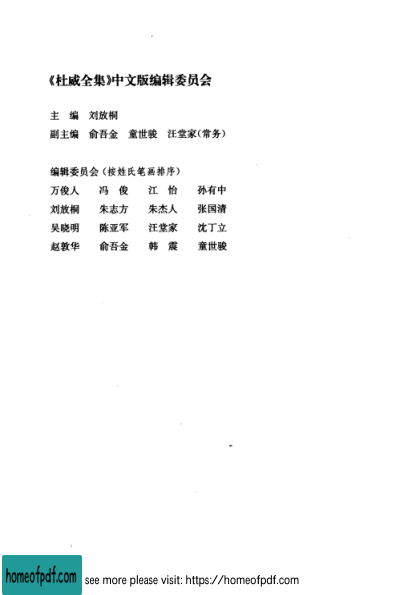 《杜威全集》中文版编辑委员会
主 编 刘放桐
副主编 俞吾金 童世骏 汪堂家(常务)
编辑委员会(按姓氏笔画排序)
万俊人 冯 俊 江 怡 孙有中
刘放桐 朱志方 朱杰人 张国清
吴晓明 陈亚军 汪堂家 沈丁立
赵敦华 俞吾金 韩 震 童世骏
homeofpdf.com see more please visit: https://homeofpdf.com